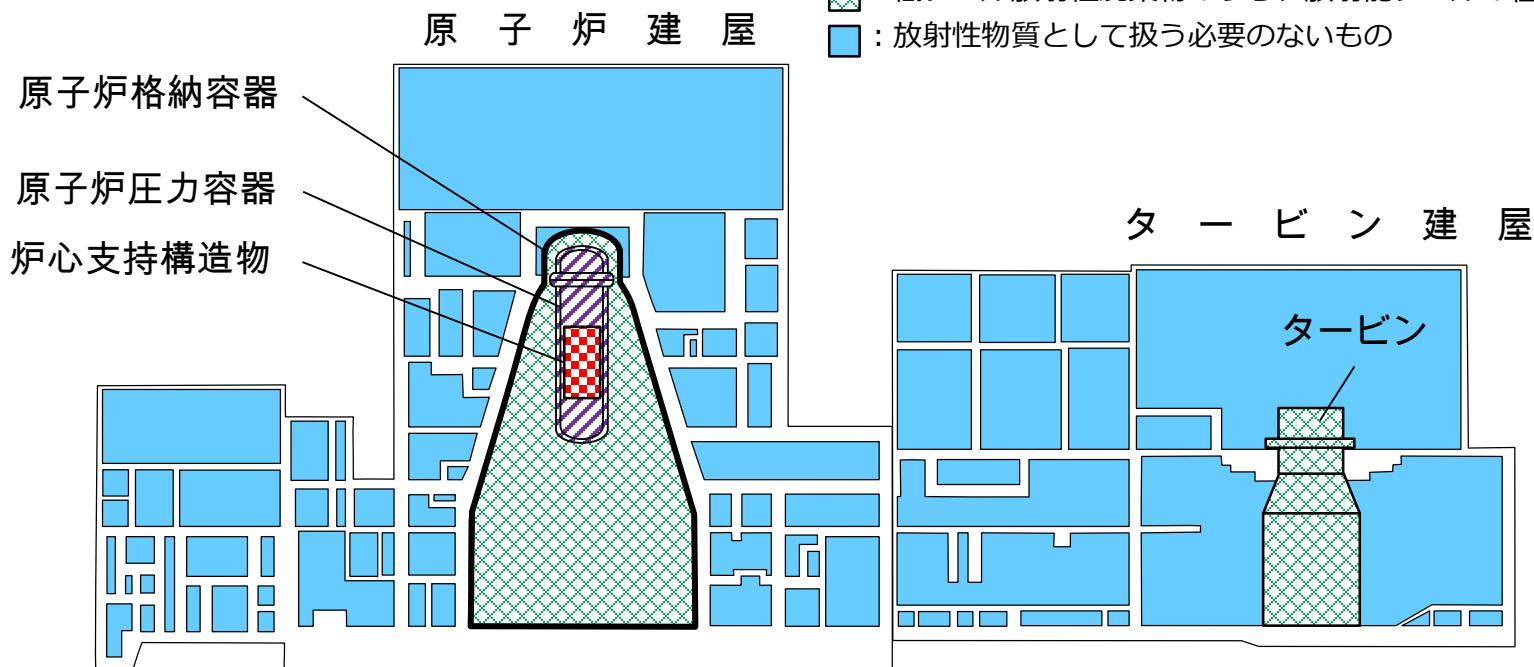 原子炉建屋
：放射性物質として扱う必要のないもの
原子炉格納容器
原子炉圧力容器
炉心支持構造物
タービン建屋
タービン